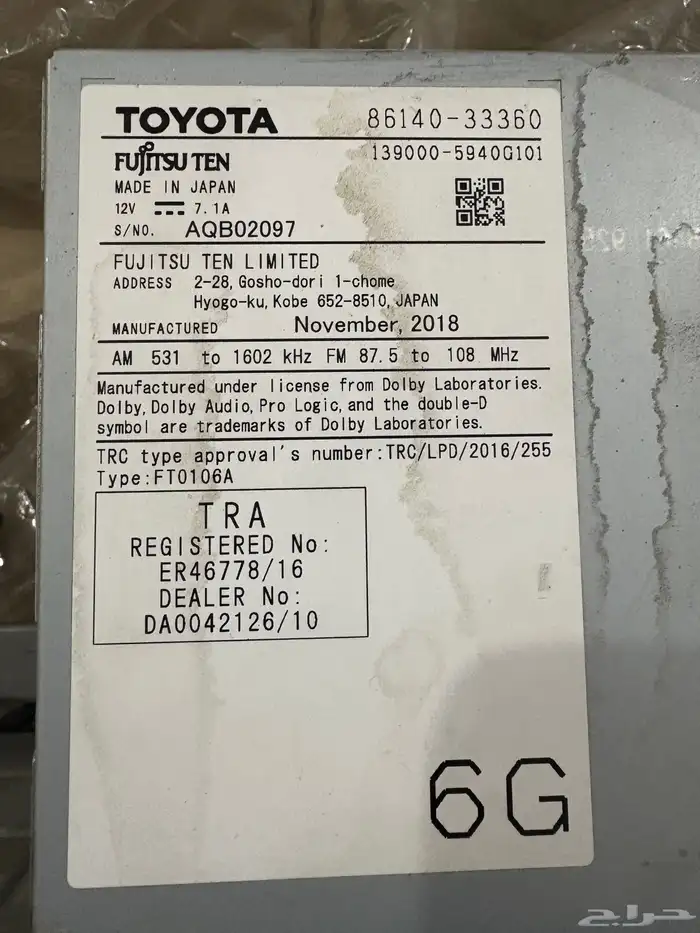 TOYOTA 86140-33360
FUJITSU TEN 139000-5940G101
MADE IN JAPAN
12V 7.1A
S/NO. AQB02097
FUJITSU TEN LIMITED
ADDRESS 2-28, Gosho-dori 1-chome
Hyogo-ku, Kobe 652-8510, JAPAN
MANUFACTURED November, 2018
AM 531 to 1602 kHz FM 87.5 to 108 MHz
Manufactured under license from Dolby Laboratories.
Dolby, Dolby Audio, Pro Logic, and the double-D
symbol are trademarks of Dolby Laboratories.
TRC type approval's number:TRC/LPD/2016/255
Type:FT0106A
TRA
REGISTERED No:
ER46778/16
DEALER No:
DA0042126/10
6G
حراج